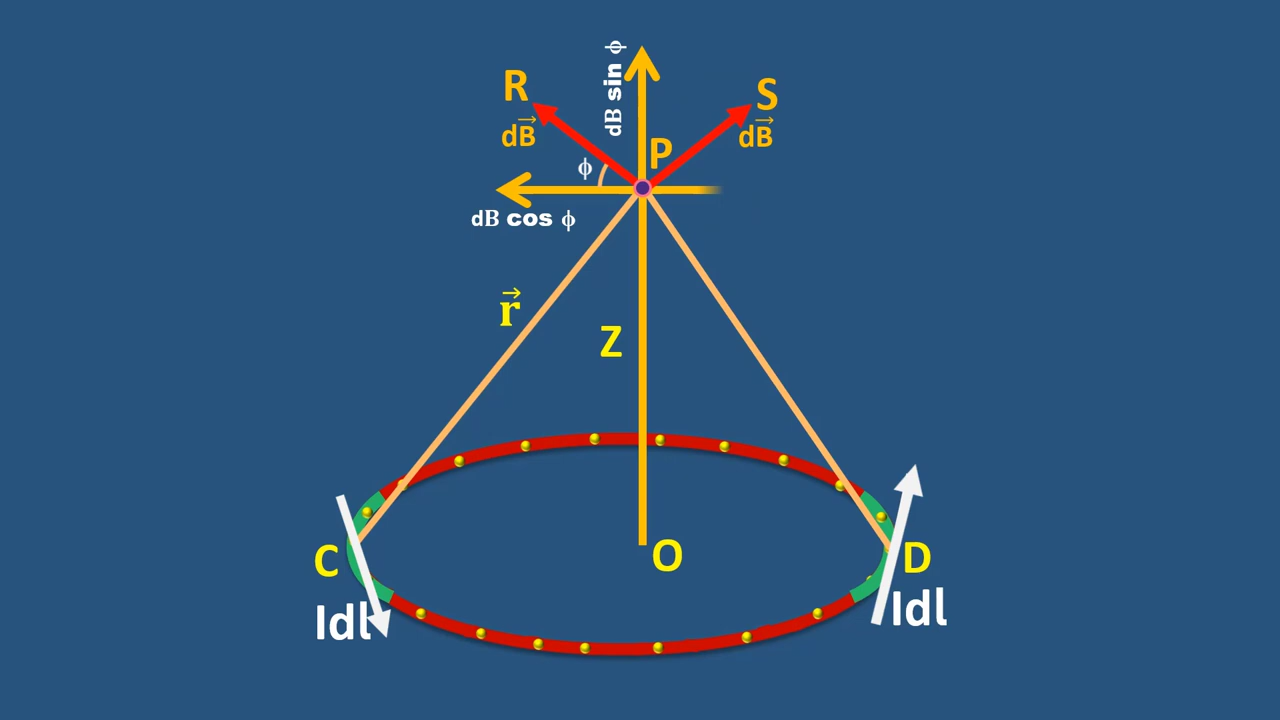 R
S
dB sin ϕ
dB⃗
dB⃗
P
ϕ
dB cos ϕ
r⃗
Z
C
O
D
Idl
Idl